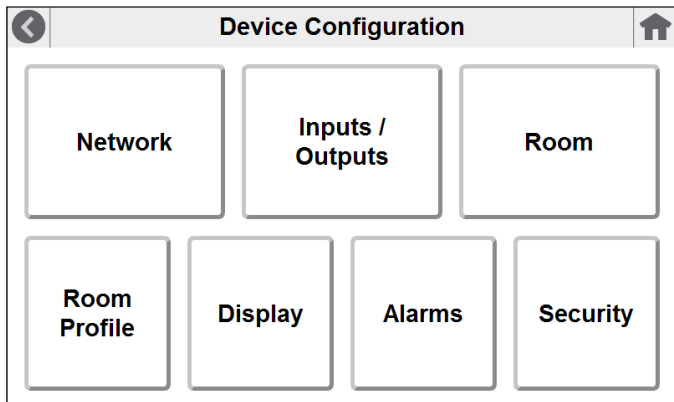 Device Configuration
Network
Inputs /
Outputs
Room
Room
Profile
Display
Alarms
Security